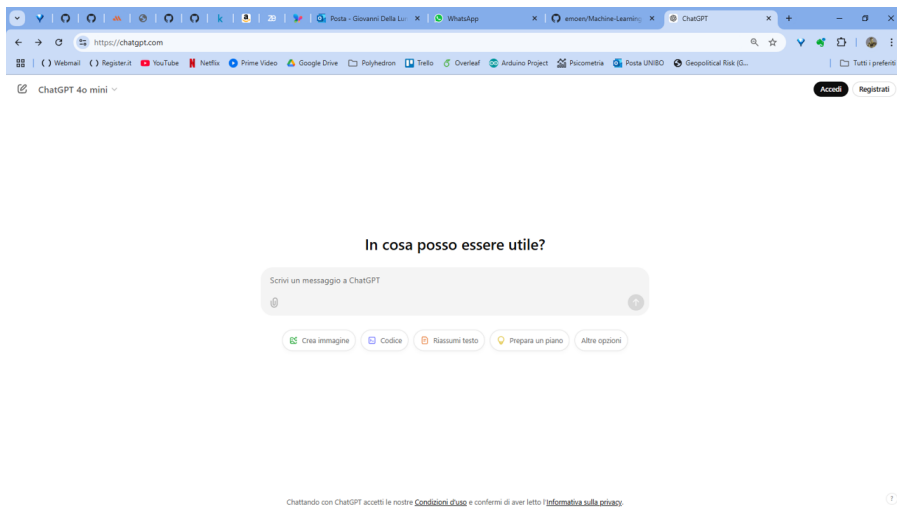 Posta - Giovanni Della Lu
WhatsApp
emoen/Machine-Learning
ChatGPT
https://chatgpt.com
Webmail
Register.it
YouTube
Netflix
Prime Video
Google Drive
Polyhedron
Trello
Overleaf
Arduino Project
Psicometria
Posta UNIBO
Geopolitical Risk (G...
Tutti i preferiti
ChatGPT 4o mini
Accedi
Registrati
In cosa posso essere utile?
Scrivi un messaggio a ChatGPT
Crea immagine
Codice
Riassumi testo
Prepara un piano
Altre opzioni
Chattando con ChatGPT accetti le nostre Condizioni d'uso e confermi di aver letto l'Informativa sulla privacy.
?